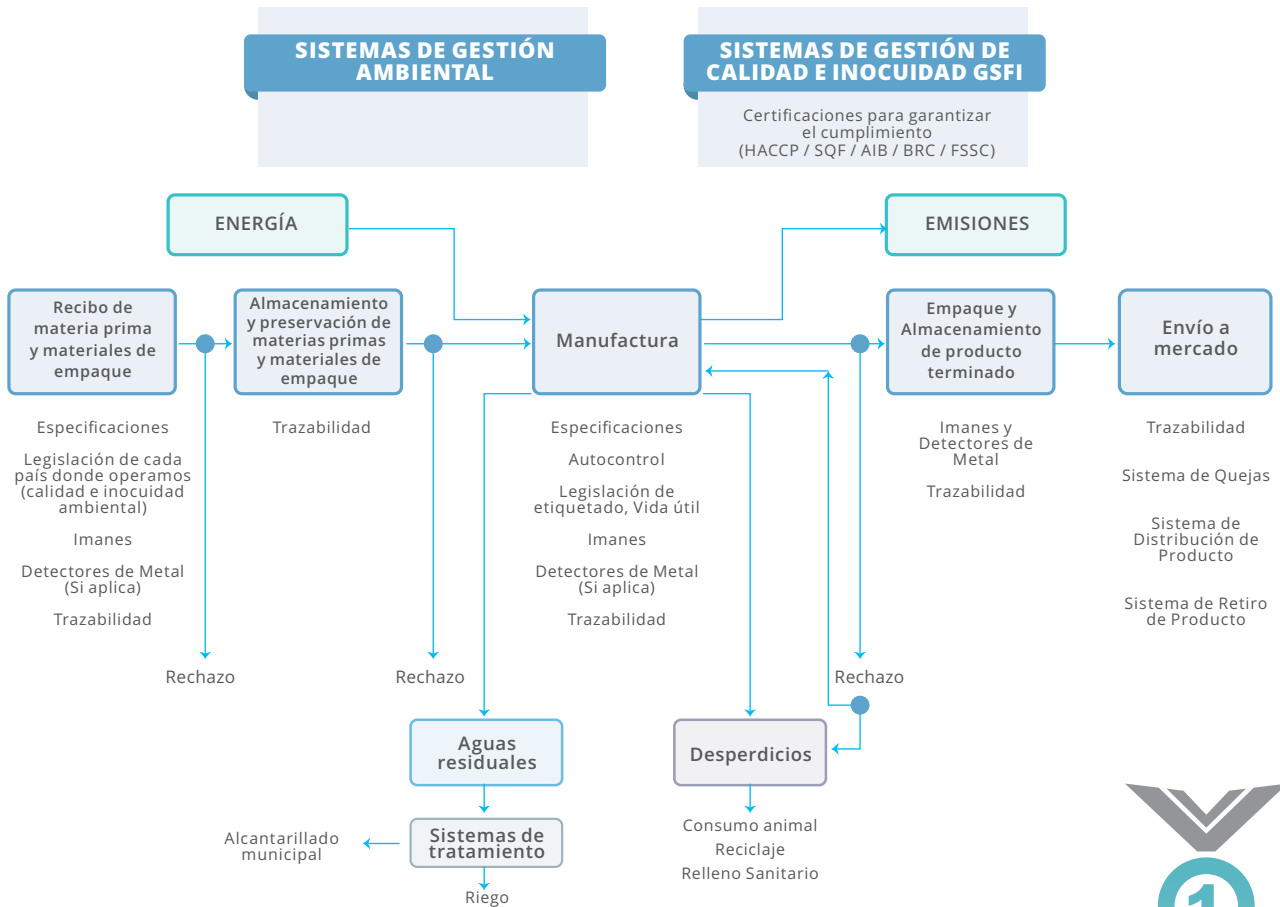 SISTEMAS DE GESTIÓN
AMBIENTAL
SISTEMAS DE GESTIÓN DE
CALIDAD E INOCUIDAD GSFI
Certificaciones para garantizar
el cumplimiento
(HACCP / SQF / AIB / BRC / FSSC)
ENERGÍA
EMISIONES
Recibo de
materia prima
y materiales de
empaque
Almacenamiento
y preservación de
materias primas
y materiales de
empaque
Manufactura
Empaque y
Almacenamiento
de producto
terminado
Envío a
mercado
Especificaciones
Legislación de cada
país donde operamos
(calidad e inocuidad
ambiental)
Imanes
Detectores de Metal
(Si aplica)
Trazabilidad
Trazabilidad
Especificaciones
Autocontrol
Legislación de
etiquetado, Vida útil
Imanes
Detectores de Metal
(Si aplica)
Trazabilidad
Imanes y
Detectores de
Metal
Trazabilidad
Trazabilidad
Sistema de Quejas
Sistema de
Distribución de
Producto
Sistema de Retiro
de Producto
Rechazo
Rechazo
Rechazo
Aguas
residuales
Desperdicios
Sistemas de
tratamiento
Alcantarillado
municipal
Riego
Consumo animal
Reciclaje
Relleno Sanitario
1